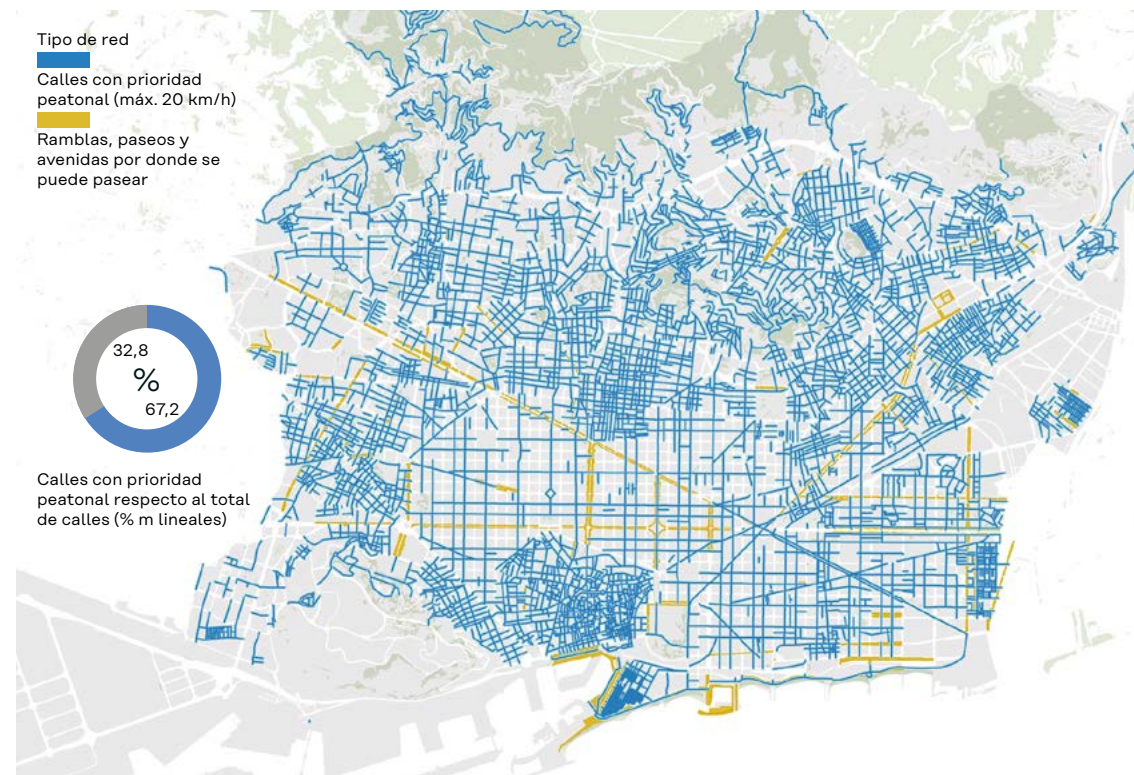 Tipo de red
Calles con prioridad
peatonal (máx. 20 km/h)
Ramblas, paseos y
avenidas por donde se
puede pasear
32,8
%
67,2
Calles con prioridad
peatonal respecto al total
de calles (% m lineales)